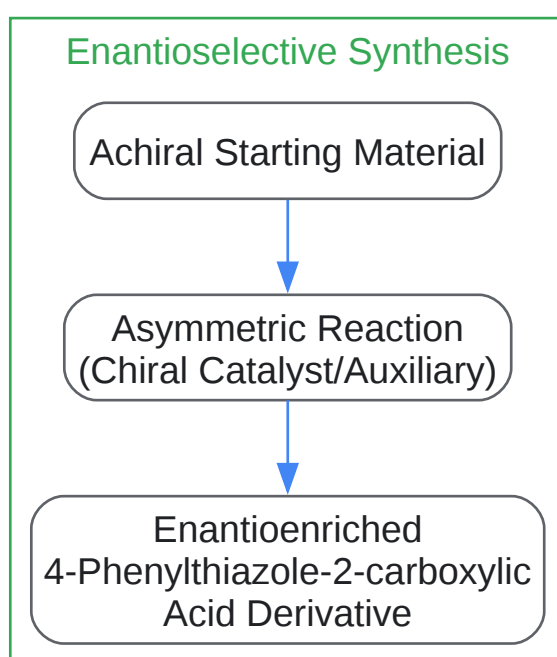 Enantioselective Synthesis
Achiral Starting Material
Asymmetric Reaction
(Chiral Catalyst/Auxiliary)
Enantioenriched
4-Phenylthiazole-2-carboxylic
Acid Derivative